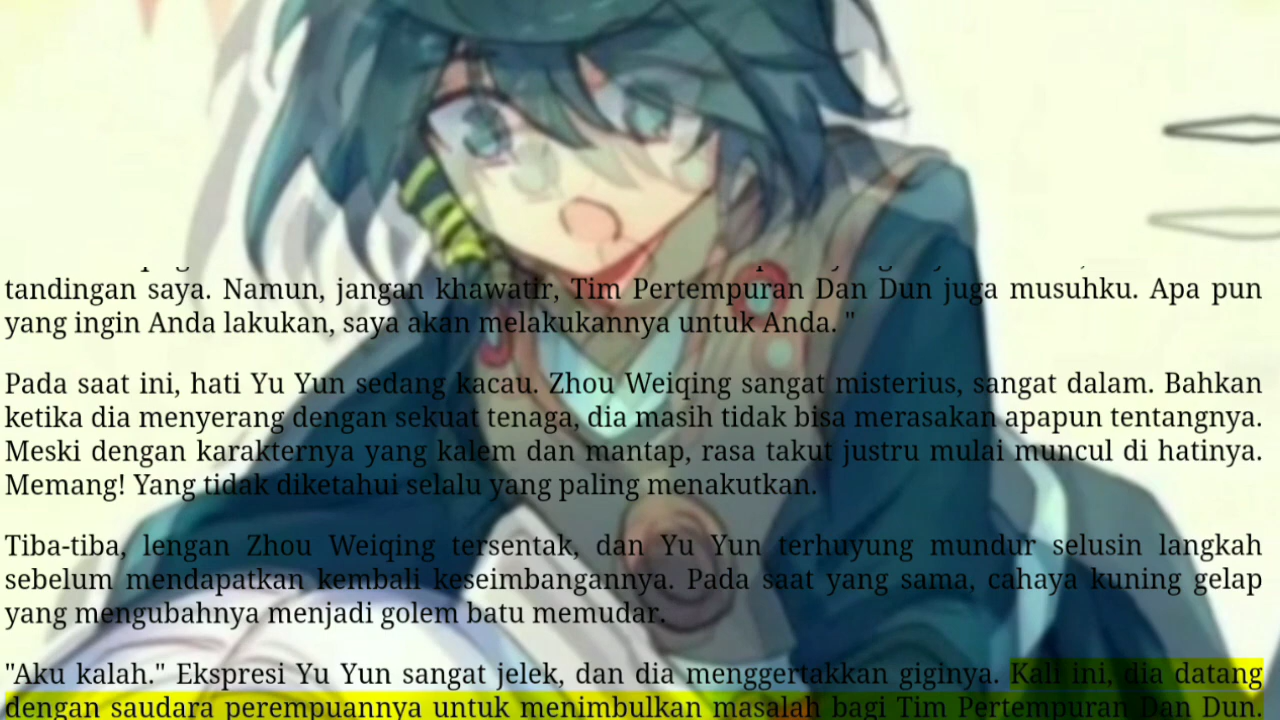 tandingan saya. Namun, jangan khawatir, Tim Pertempuran Dan Dun juga musuhku. Apa pun
yang ingin Anda lakukan, saya akan melakukannya untuk Anda. "
Pada saat ini, hati Yu Yun sedang kacau. Zhou Weiqing sangat misterius, sangat dalam. Bahkan
ketika dia menyerang dengan sekuat tenaga, dia masih tidak bisa merasakan apapun tentangnya.
Meski dengan karakternya yang kalem dan mantap, rasa takut justru mulai muncul di hatinya.
Memang! Yang tidak diketahui selalu yang paling menakutkan.
Tiba-tiba, lengan Zhou Weiqing tersentak, dan Yu Yun terhuyung mundur selusin langkah
sebelum mendapatkan kembali keseimbangannya. Pada saat yang sama, cahaya kuning gelap
yang mengubahnya menjadi golem batu memudar.
"Aku kalah." Ekspresi Yu Yun sangat jelek, dan dia menggertakkan giginya. Kali ini, dia datang
dengan saudara perempuannya untuk menimbulkan masalah bagi Tim Pertempuran Dan Dun.